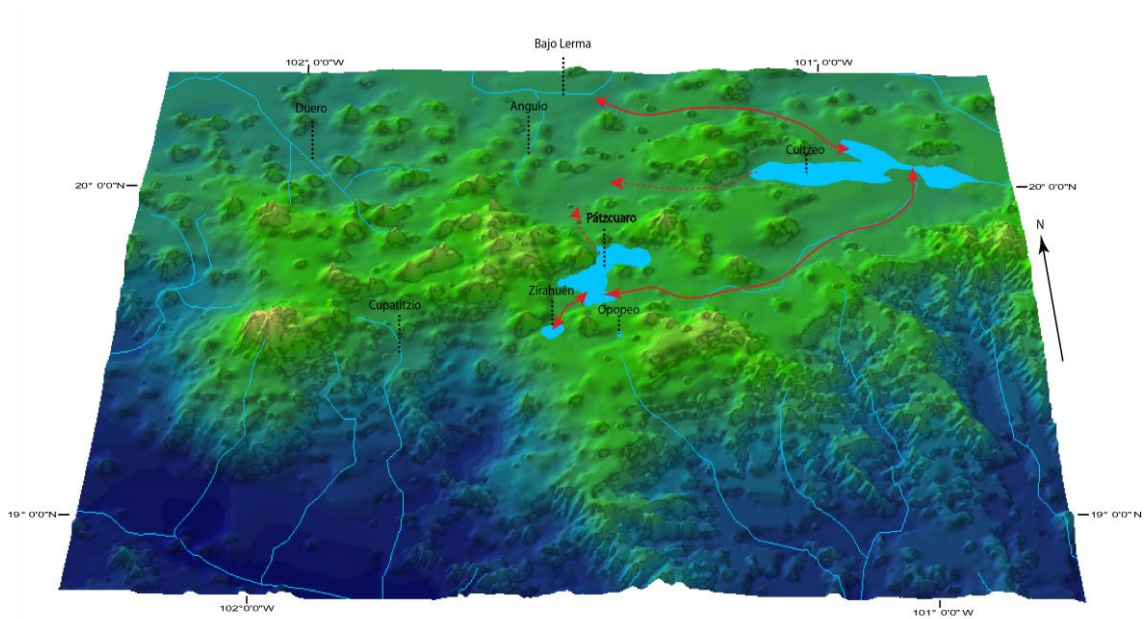 Bajo Lerma
102° 0'0"W
101° 0'0"W
Duero
Angulo
Cuitzeo
20° 0'0"N
20° 0'0"N
Pátzcuaro
N
Zirahuén
Cupatitzio
Opopeo
19° 0'0"N
19° 0'0"N
102°0'0"W
101° 0'0"W